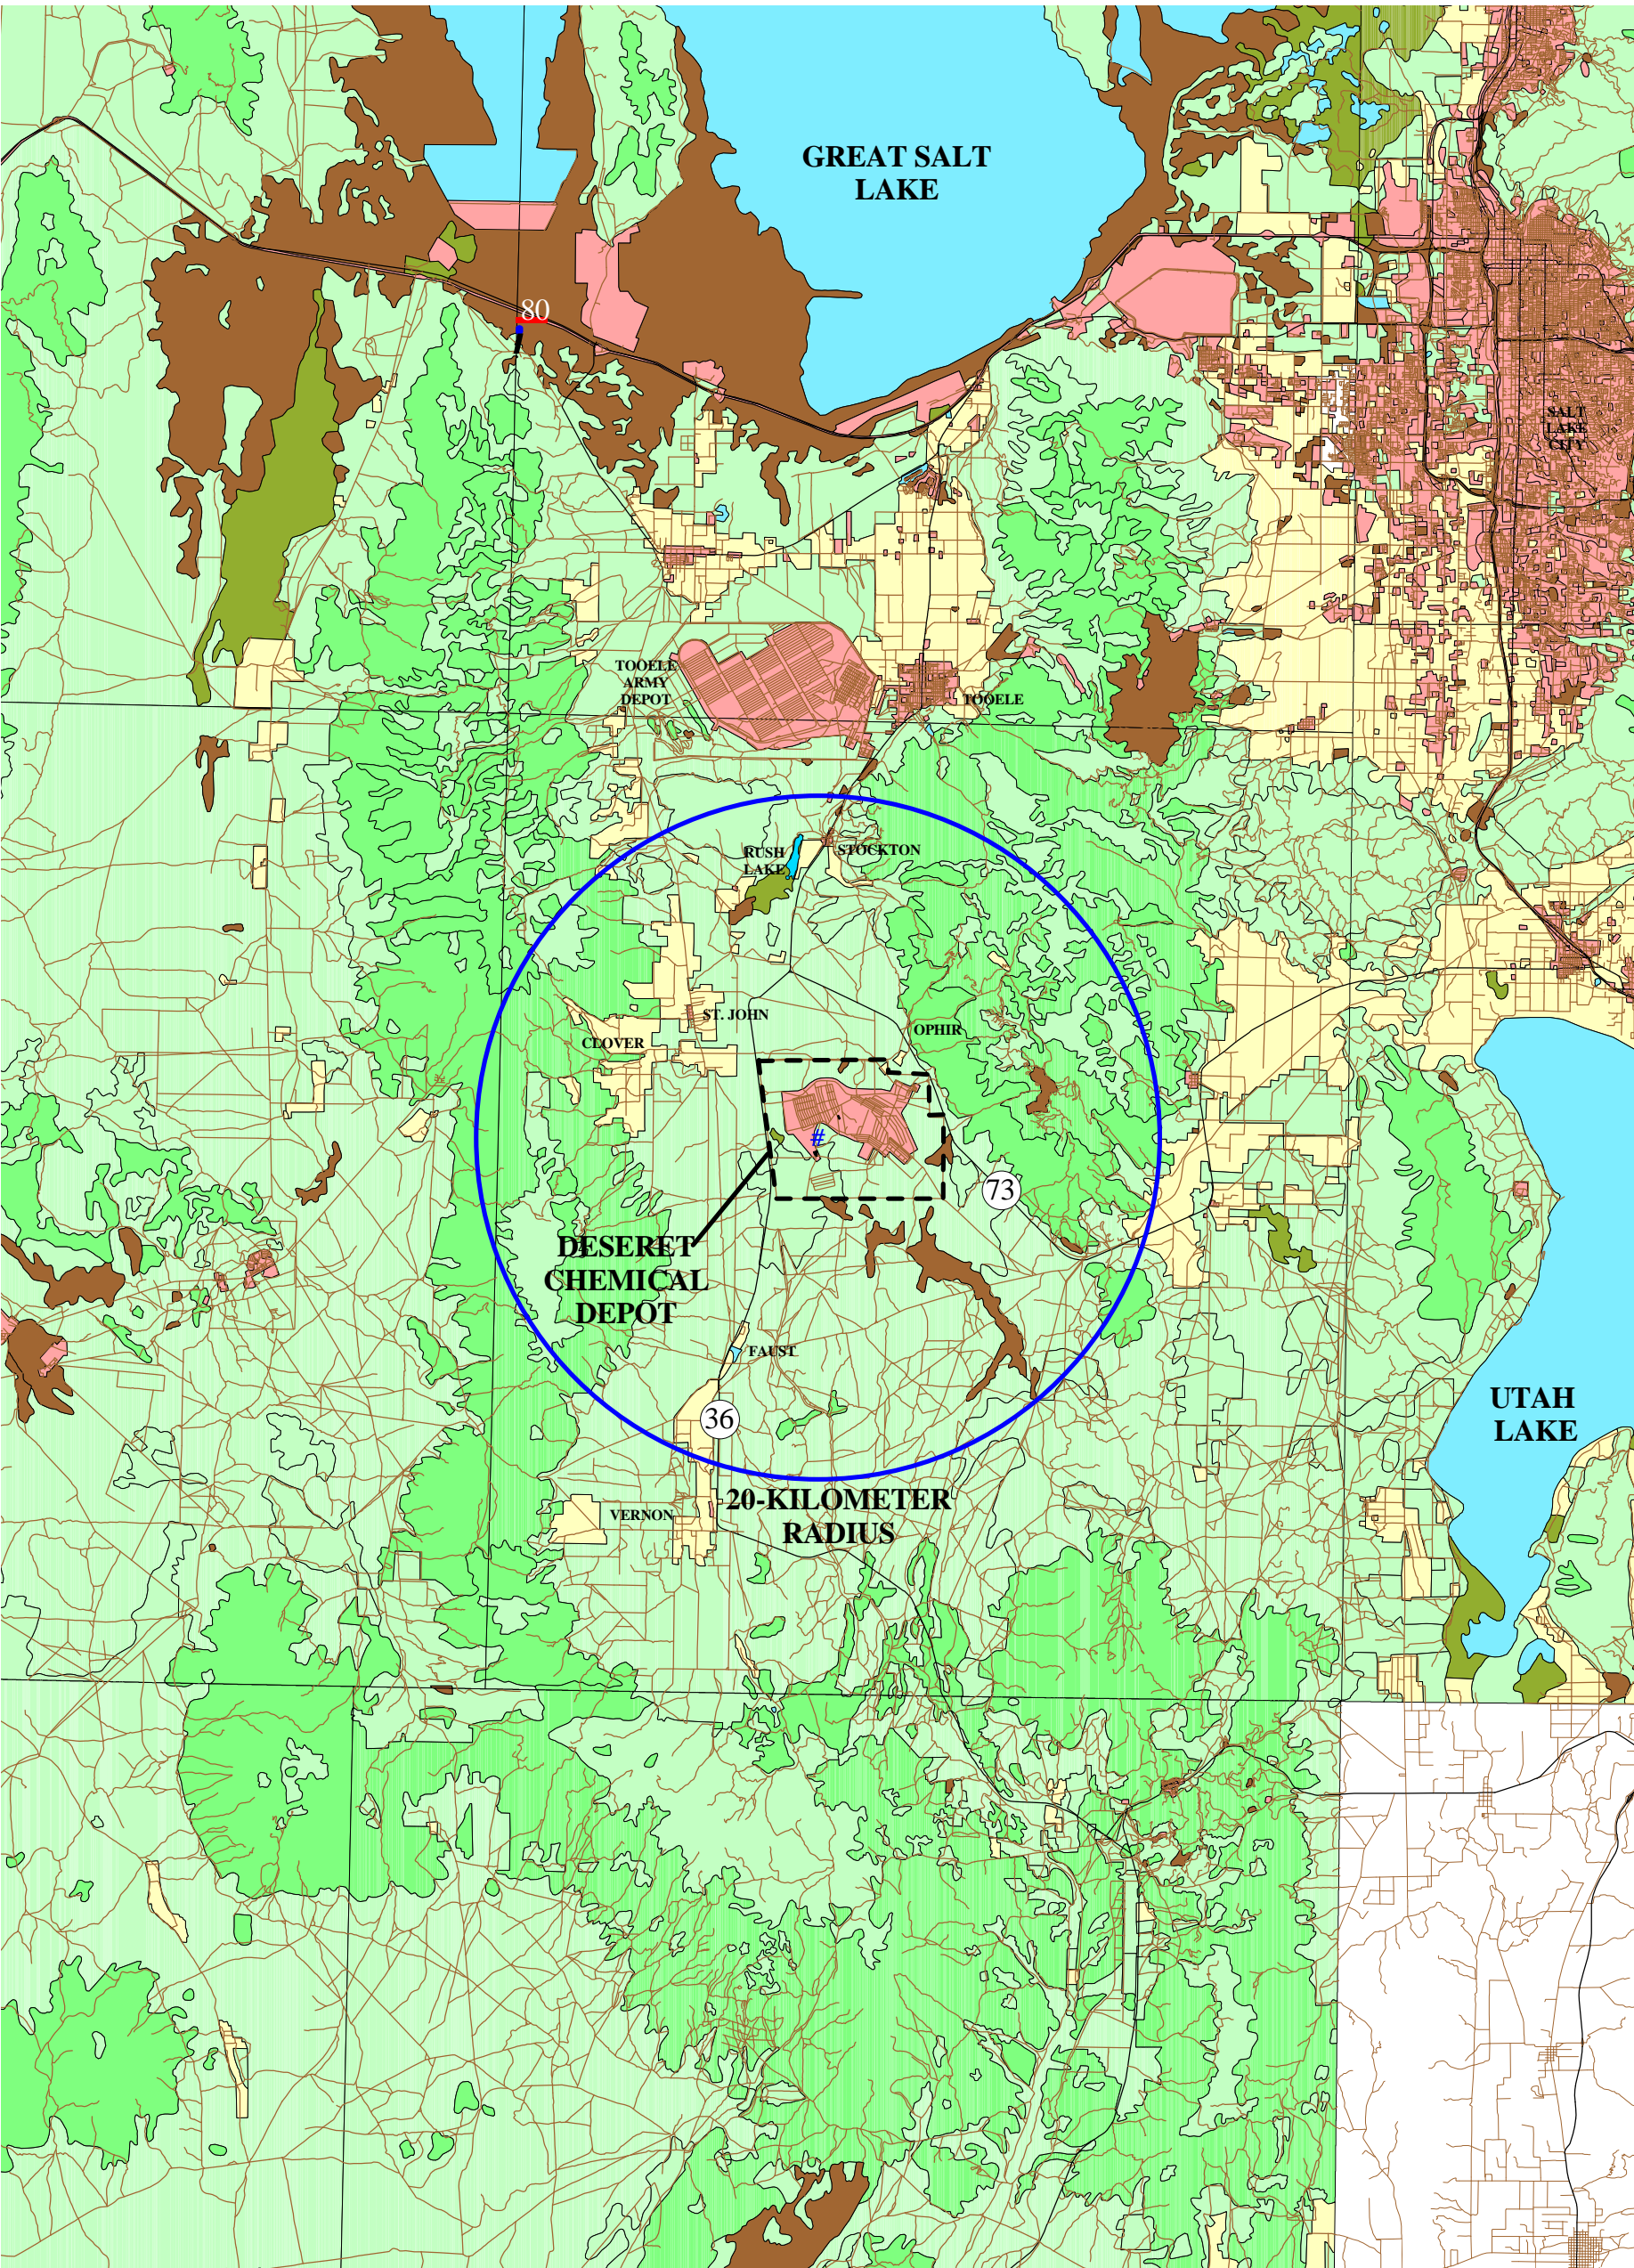 GREAT SALT
LAKE
80
SALT
LAKE
CITY
TOOELE
ARMY
DEPOT
TOOELE
RUSH
LAKE
STOCKTON
ST. JOHN
OPHIR
CLOVER
#
73
DESERET
CHEMICAL
DEPOT
FAUST
36
UTAH
LAKE
20-KILOMETER
RADIUS
VERNON